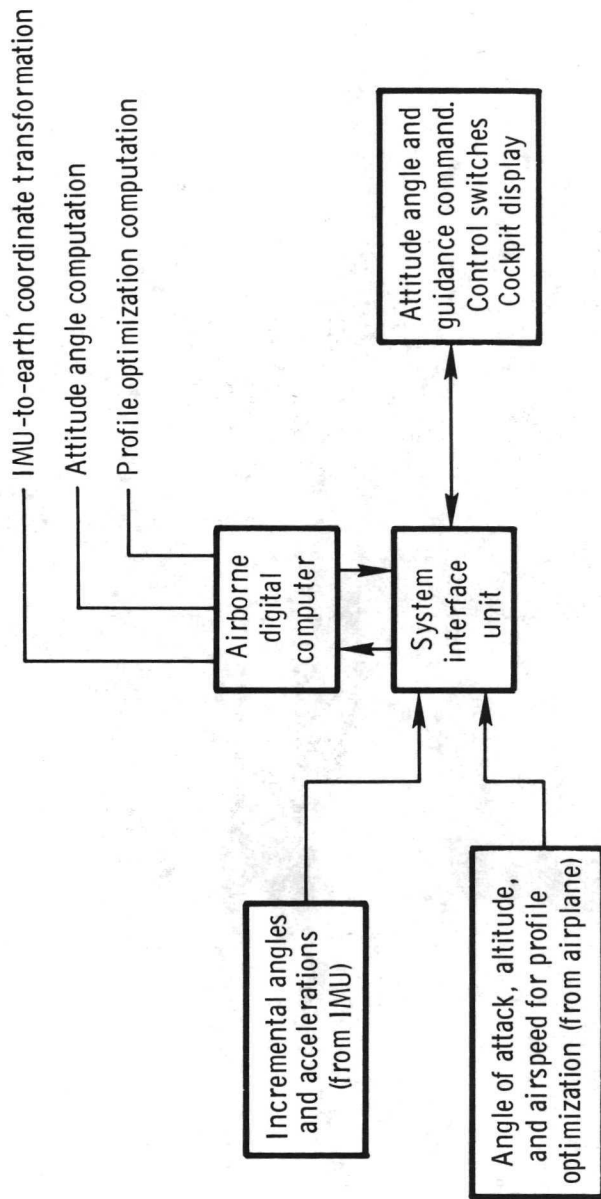 IMU-to-earth coordinate transformation
Attitude angle computation
Profile optimization computation
Airborne
digital
computer
Incremental angles
and accelerations
(from IMU)
System
interface
unit
Attitude angle and
guidance command.
Control switches
Cockpit display
Angle of attack, altitude,
and airspeed for profile
optimization (from airplane)